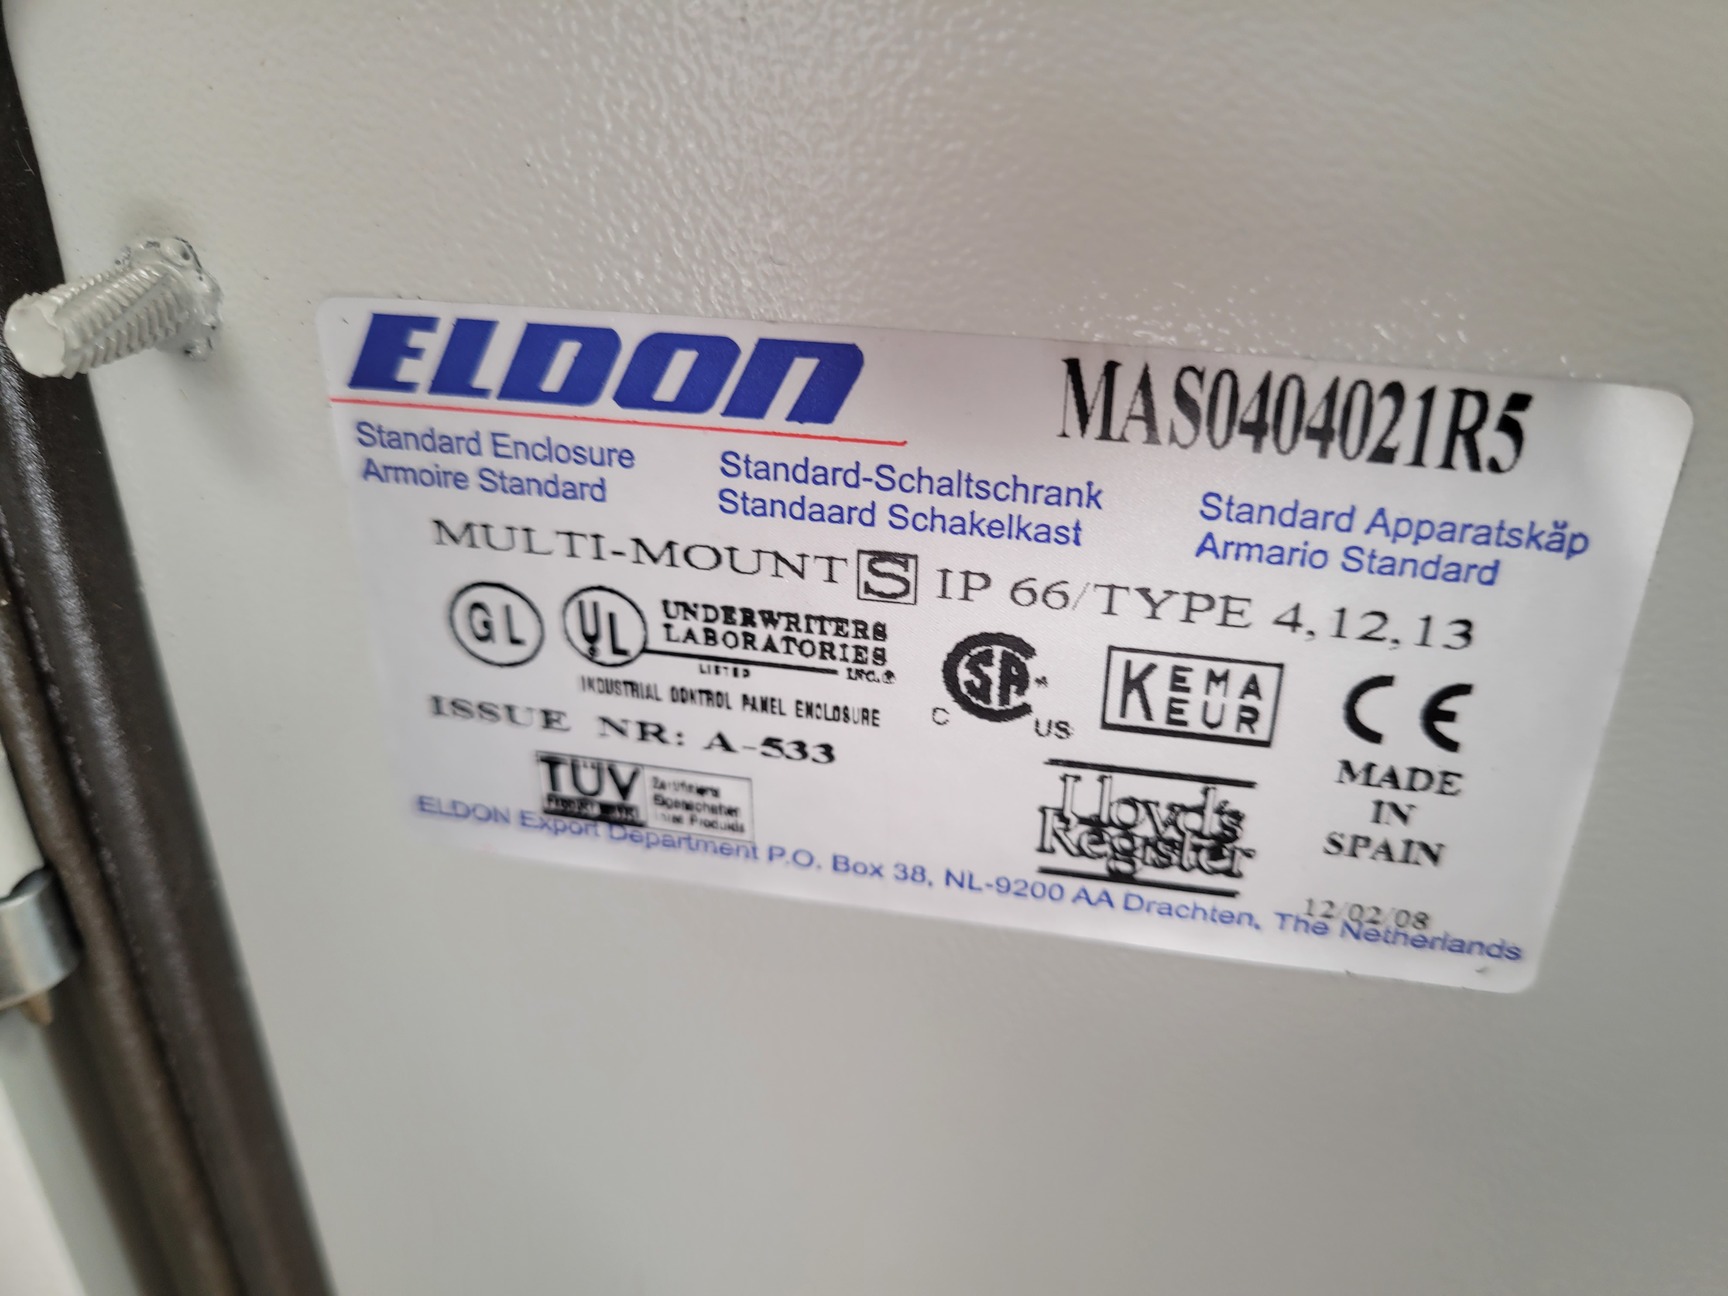 ELDON
MAS0404021R5
Standard Enclosure
Armoire Standard
Standard-Schaltschrank
Standaard Schakelkast
Standard Apparatskåp
Armario Standard
MULTI-MOUNT S IP 66/TYPE 4, 12, 13
GL
UL
UNDERWRITERS
LABORATORIES
INC.®
LISTED
INDUSTRIAL CONTROL PANEL ENCLOSURE
C SA US
KEMA
EUR
CE
ISSUE NR: A-533
TÜV
Lloyd's
Register
MADE
IN
SPAIN
12/02/08
ELDON Export Department P.O. Box 38, NL-9200 AA Drachten, The Netherlands